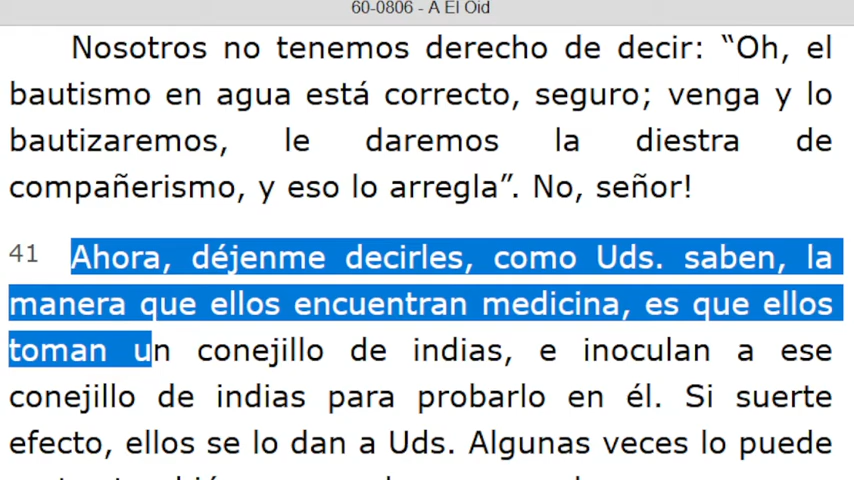 60-0806 - A El Oid
Nosotros no tenemos derecho de decir: “Oh, el
bautismo en agua está correcto, seguro; venga y lo
bautizaremos, le daremos la diestra de
compañerismo, y eso lo arregla”. No, señor!
41 Ahora, déjenme decirles, como Uds. saben, la
manera que ellos encuentran medicina, es que ellos
toman un conejillo de indias, e inoculan a ese
conejillo de indias para probarlo en él. Si suerte
efecto, ellos se lo dan a Uds. Algunas veces lo puede